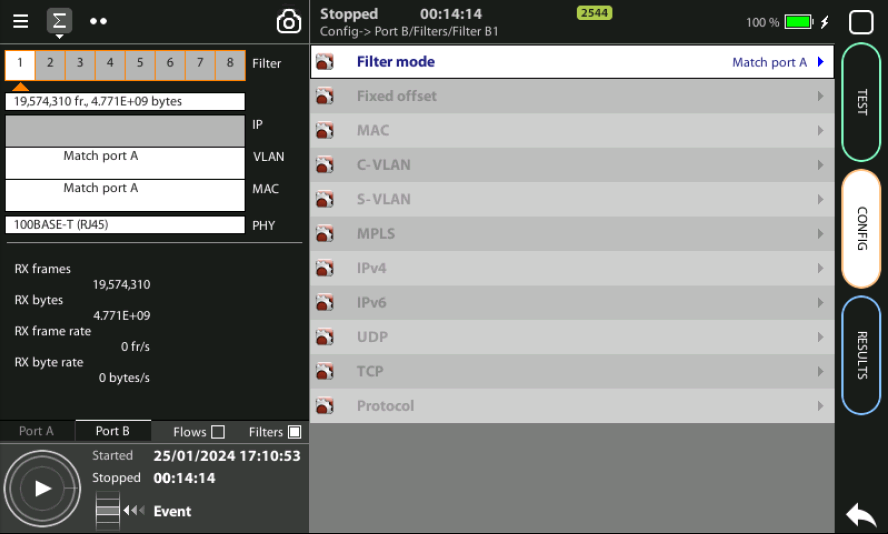 Stopped 00:14:14 2544 100 %
Config-> Port B/Filters/Filter B1
1 2 3 4 5 6 7 8 Filter
19,574,310 fr., 4.771E+09 bytes
IP
Match port A VLAN
Match port A MAC
100BASE-T (RJ45) PHY
RX frames
19,574,310
RX bytes
4.771E+09
RX frame rate
0 fr/s
RX byte rate
0 bytes/s
Port A Port B Flows Filters
Started 25/01/2024 17:10:53
Stopped 00:14:14
Event
Filter mode Match port A
Fixed offset
MAC
C-VLAN
S-VLAN
MPLS
IPv4
IPv6
UDP
TCP
Protocol
TEST
CONFIG
RESULTS